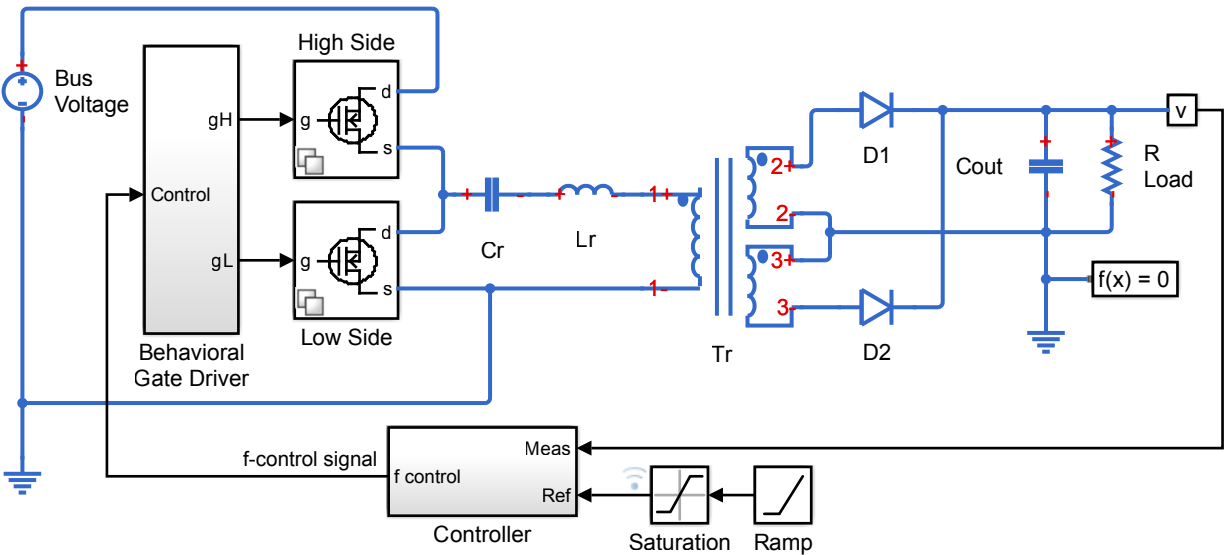 High Side
Bus
Voltage
gH
g
d
s
Control
gL
g
d
s
Low Side
Behavioral
Gate Driver
+
-
Cr
+
-
Lr
1+
1-
Tr
2+
2-
3+
3-
D1
D2
Cout
+
-
R
Load
+
-
v
f(x) = 0
f-control signal
f control
Meas
Ref
Controller
Saturation
Ramp